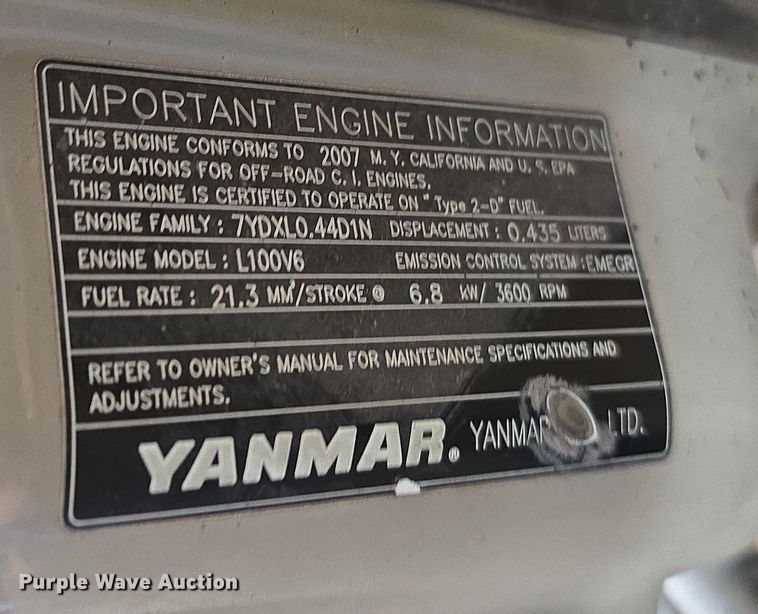 IMPORTANT ENGINE INFORMATION
THIS ENGINE CONFORMS TO 2007 M.Y. CALIFORNIA AND U.S. EPA
REGULATIONS FOR OFF-ROAD C.I. ENGINES.
THIS ENGINE IS CERTIFIED TO OPERATE ON "Type 2-D" FUEL.
ENGINE FAMILY : 7YDXL0.44D1N DISPLACEMENT : 0.435 LITERS
ENGINE MODEL : L100V6 EMISSION CONTROL SYSTEM :EMEGR
FUEL RATE : 21.3 MM³/STROKE @ 6.8 kW/ 3600 RPM
REFER TO OWNER'S MANUAL FOR MAINTENANCE SPECIFICATIONS AND
ADJUSTMENTS.
YANMAR® YANMAR LTD.
Purple Wave Auction